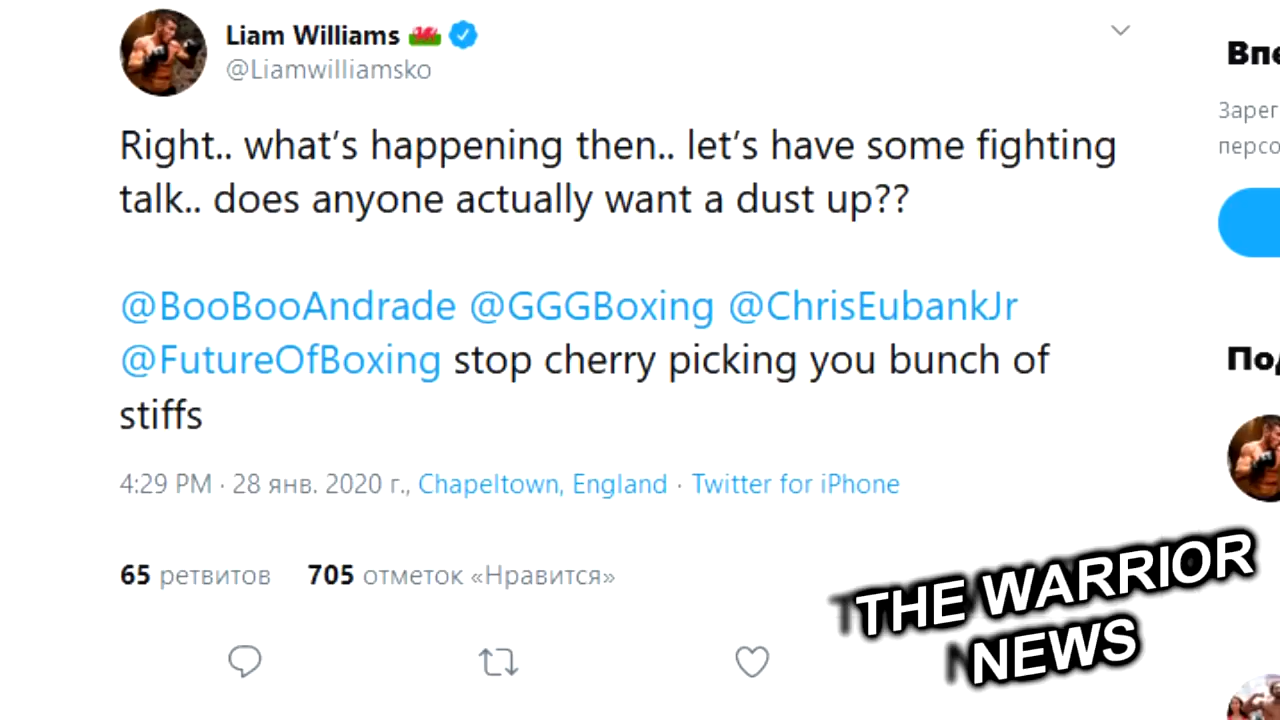 Liam Williams
@Liamwilliamsko
Right.. what's happening then.. let's have some fighting
talk.. does anyone actually want a dust up??
@BooBooAndrade @GGGBoxing @ChrisEubankJr
@FutureOfBoxing stop cherry picking you bunch of
stiffs
4:29 PM · 28 янв. 2020 г., Chapeltown, England · Twitter for iPhone
65 ретвитов 705 отметок «Нравится»
THE WARRIOR
NEWS